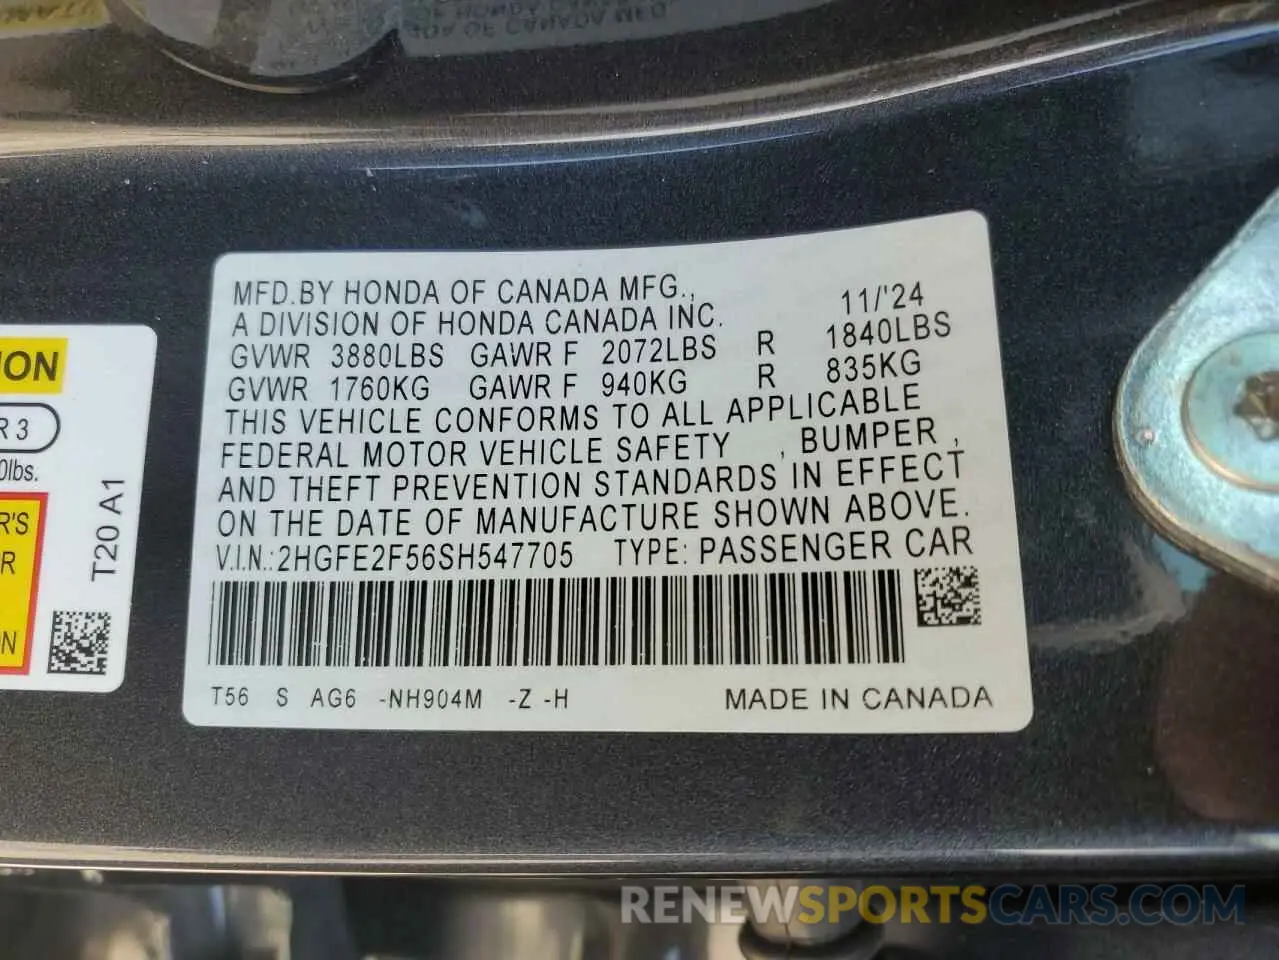 MFD.BY HONDA OF CANADA MFG., 11/'24
A DIVISION OF HONDA CANADA INC.
GVWR 3880LBS GAWR F 2072LBS R 1840LBS
GVWR 1760KG GAWR F 940KG R 835KG
THIS VEHICLE CONFORMS TO ALL APPLICABLE
FEDERAL MOTOR VEHICLE SAFETY , BUMPER ,
AND THEFT PREVENTION STANDARDS IN EFFECT
ON THE DATE OF MANUFACTURE SHOWN ABOVE.
V.I.N.: 2HGFE2F56SH547705 TYPE: PASSENGER CAR
T56 S AG6 -NH904M -Z -H MADE IN CANADA
R 3
0lbs.
T20 A1
RENEWSPORTSCARS.COM